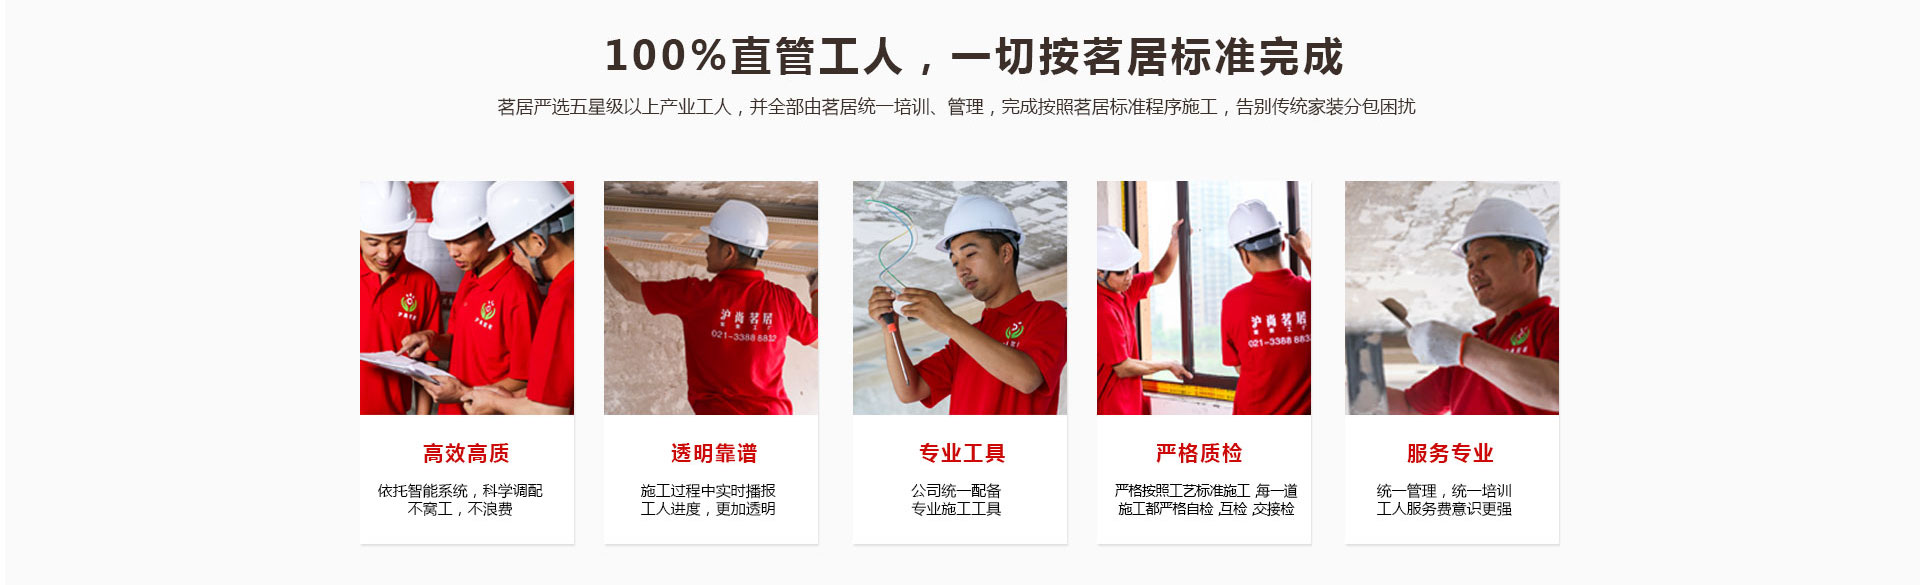 100%直管工人，一切按茗居标准完成
茗居严选五星级以上产业工人，并全部由茗居统一培训、管理，完成按照茗居标准程序施工，告别传统家装分包困扰
沪尚茗居
021-3388 8832
沪尚茗居
021-3388 883
高效高质
依托智能系统，科学调配
不窝工，不浪费
透明靠谱
施工过程中实时播报
工人进度，更加透明
专业工具
公司统一配备
专业施工工具
严格质检
严格按照工艺标准施工,每一道
施工都严格自检,互检,交接检
服务专业
统一管理，统一培训
工人服务费意识更强